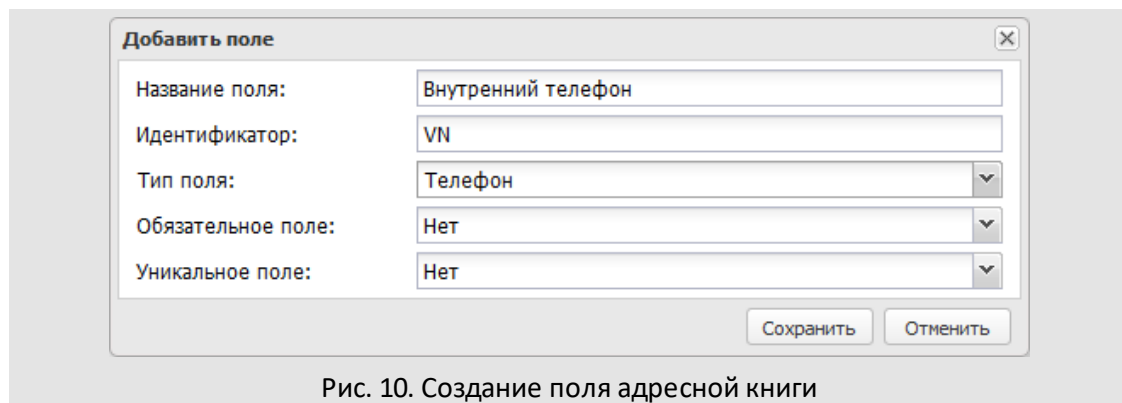 Добавить поле
Название поля: Внутренний телефон
Идентификатор: VN
Тип поля: Телефон
Обязательное поле: Нет
Уникальное поле: Нет
Сохранить Отменить
Рис. 10. Создание поля адресной книги